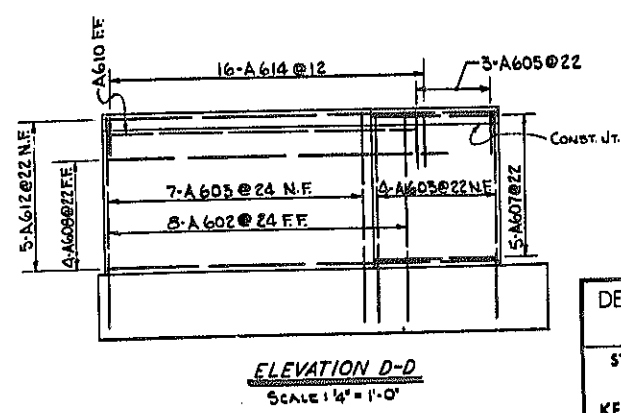 A610 F.F.
16-A614@12
3-A605@22
CONST. JT.
5-A612@22 N.F.
4-A608@22 F.F.
7-A603@24 N.F.
4-A603@22 N.F.
8-A602@24 F.F.
5-A607@22
ELEVATION D-D
SCALE: 1/4" = 1'-0"
DE
ST
KE